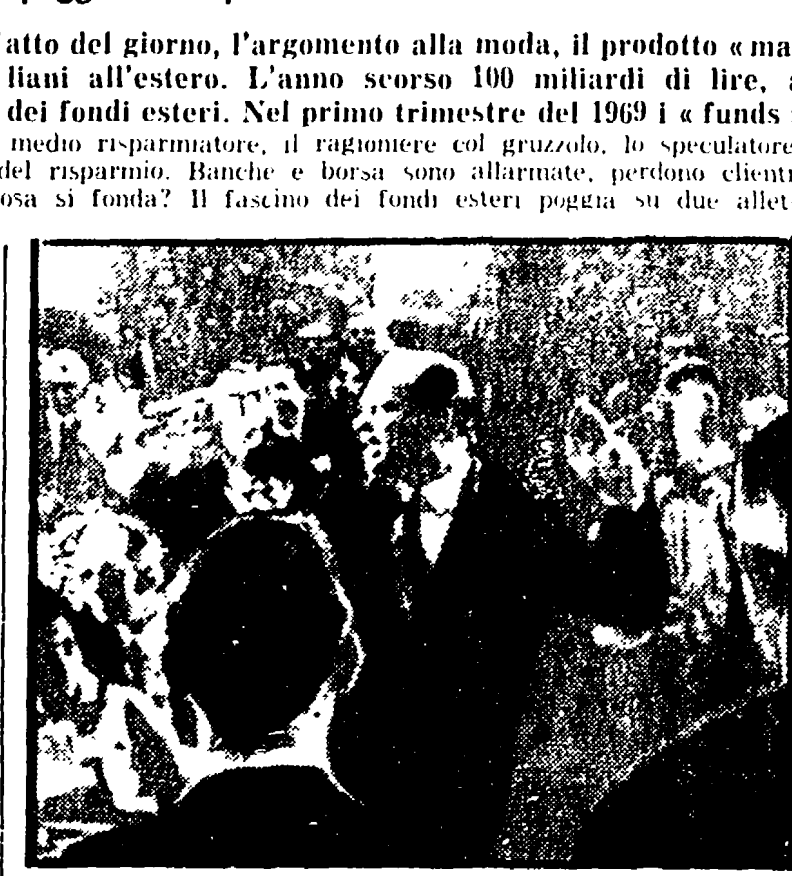 atto del giorno, l'argomento alla moda, il prodotto « ma
liani all'estero. L'anno scorso 100 miliardi di lire, a
dei fondi esteri. Nel primo trimestre del 1969 i « funds
medio risparmiatore, il ragioniere col gruzzolo, lo speculatore
del risparmio. Banche e borsa sono allarmate, perdono clienti
osa si fonda? Il fascino dei fondi esteri poggia su due allet-